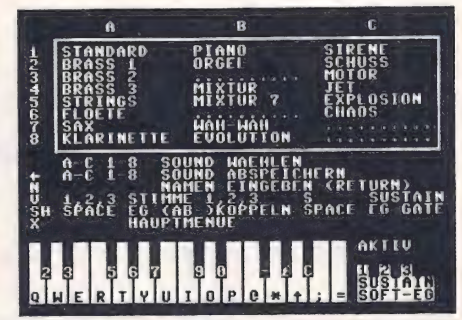 A B C
1 STANDARD PIANO SIRENE
2 BRASS 1 ORGEL SCHUSS
3 BRASS 2 .......... MOTOR
4 BRASS 3 MIXTUR JET
5 STRINGS MIXTUR 7 EXPLOSION
6 FLOETE .......... CHAOS
7 SAX WAH-WAH ..........
8 KLARINETTE EVOLUTION ..........
A-C 1-8 SOUND WAEHLEN
← A-C 1-8 SOUND ABSPEICHERN
N NAMEN EINGEBEN (RETURN)
V 1,2,3 STIMME 1,2,3 S SUSTAIN
SH SPACE EG (AB-)KOPPELN SPACE EG GATE
X HAUPTMENUE
AKTIV
2 3 5 6 7 9 0 - £ C 1 2 3
SUSTAIN
Q W E R T Y U I O P @ * ↑ ; = SOFT-EG